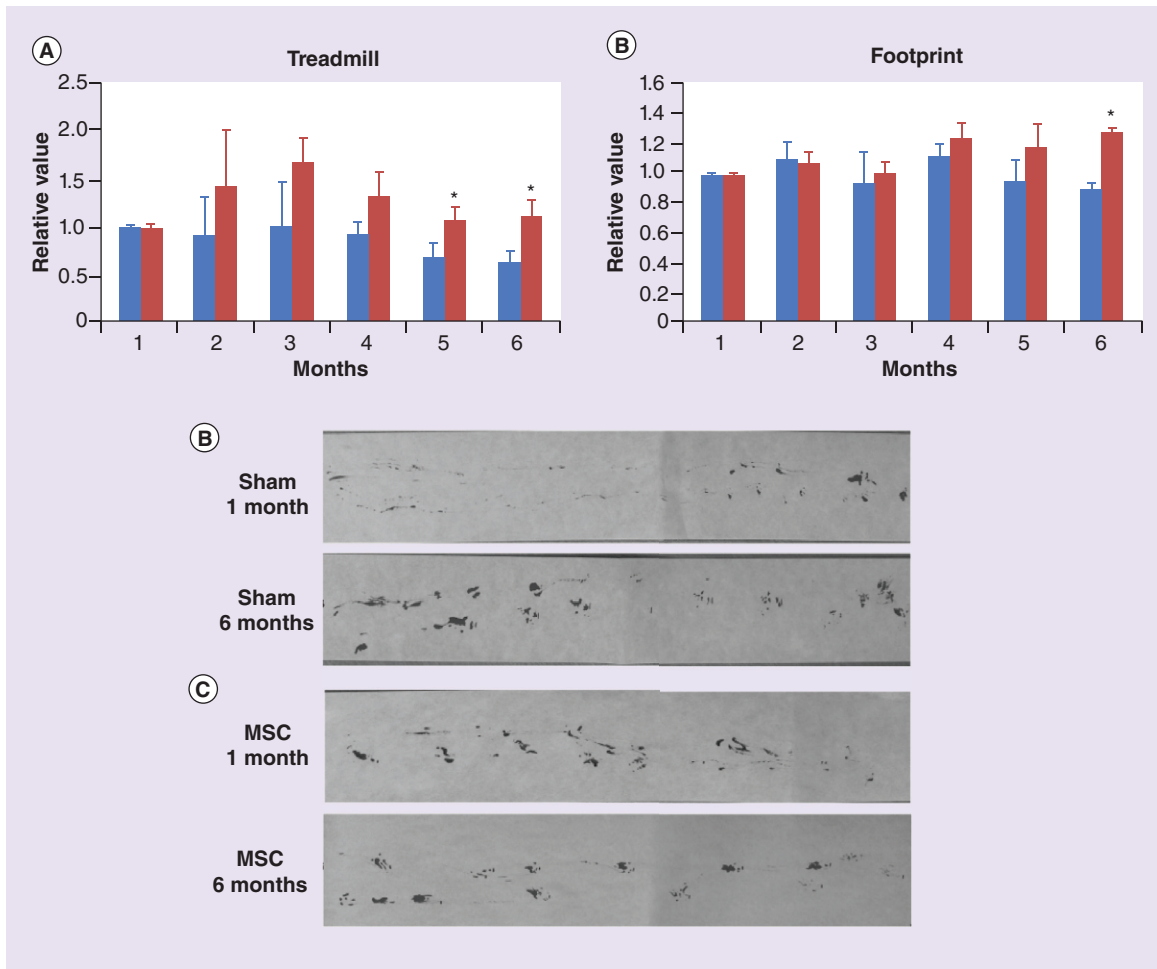 A
Treadmill
2.5
2.0
1.5
1.0
0.5
0
Relative value
*
*
1
2
3
4
5
6
Months
B
Footprint
1.6
1.4
1.2
1.0
0.8
0.6
0.4
0.2
0
Relative value
*
1
2
3
4
5
6
Months
B
Sham
1 month
Sham
6 months
C
MSC
1 month
MSC
6 months